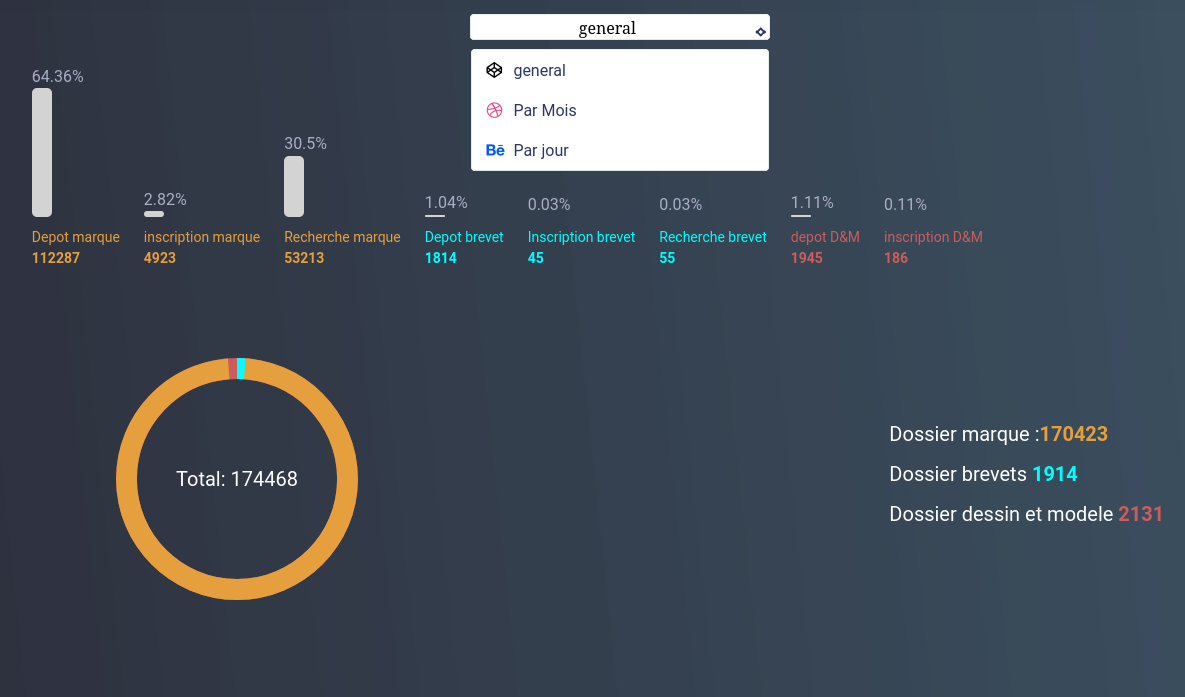 general
general
Par Mois
Bē Par jour
64.36%
2.82%
30.5%
1.04%
0.03%
0.03%
1.11%
0.11%
Depot marque
112287
inscription marque
4923
Recherche marque
53213
Depot brevet
1814
Inscription brevet
45
Recherche brevet
55
depot D&M
1945
inscription D&M
186
Total: 174468
Dossier marque :170423
Dossier brevets 1914
Dossier dessin et modele 2131